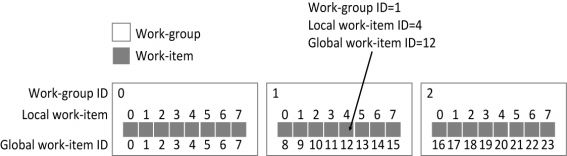 Work-group ID=1
Local work-item ID=4
Global work-item ID=12
Work-group
Work-item
Work-group ID 0 1 2
Local work-item 0 1 2 3 4 5 6 7 0 1 2 3 4 5 6 7 0 1 2 3 4 5 6 7
Global work-item ID 0 1 2 3 4 5 6 7 8 9 10 11 12 13 14 15 16 17 18 19 20 21 22 23